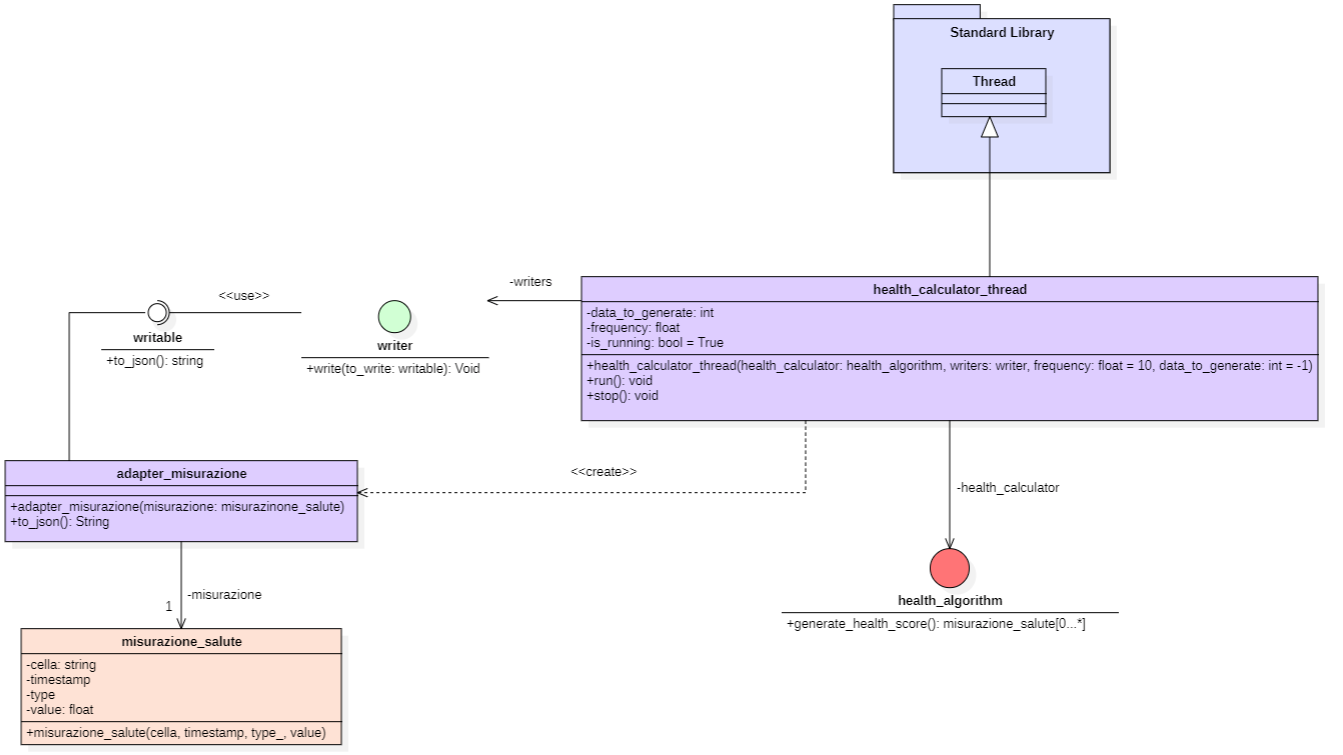 Standard Library
Thread
-writers
health_calculator_thread
-data_to_generate: int
-frequency: float
-is_running: bool = True
+health_calculator_thread(health_calculator: health_algorithm, writers: writer, frequency: float = 10, data_to_generate: int = -1)
+run(): void
+stop(): void
<<use>>
writable
+to_json(): string
writer
+write(to_write: writable): Void
<<create>>
adapter_misurazione
+adapter_misurazione(misurazione: misurazinone_salute)
+to_json(): String
-health_calculator
health_algorithm
+generate_health_score(): misurazione_salute[0...*]
-misurazione
1
misurazione_salute
-cella: string
-timestamp
-type
-value: float
+misurazione_salute(cella, timestamp, type_, value)